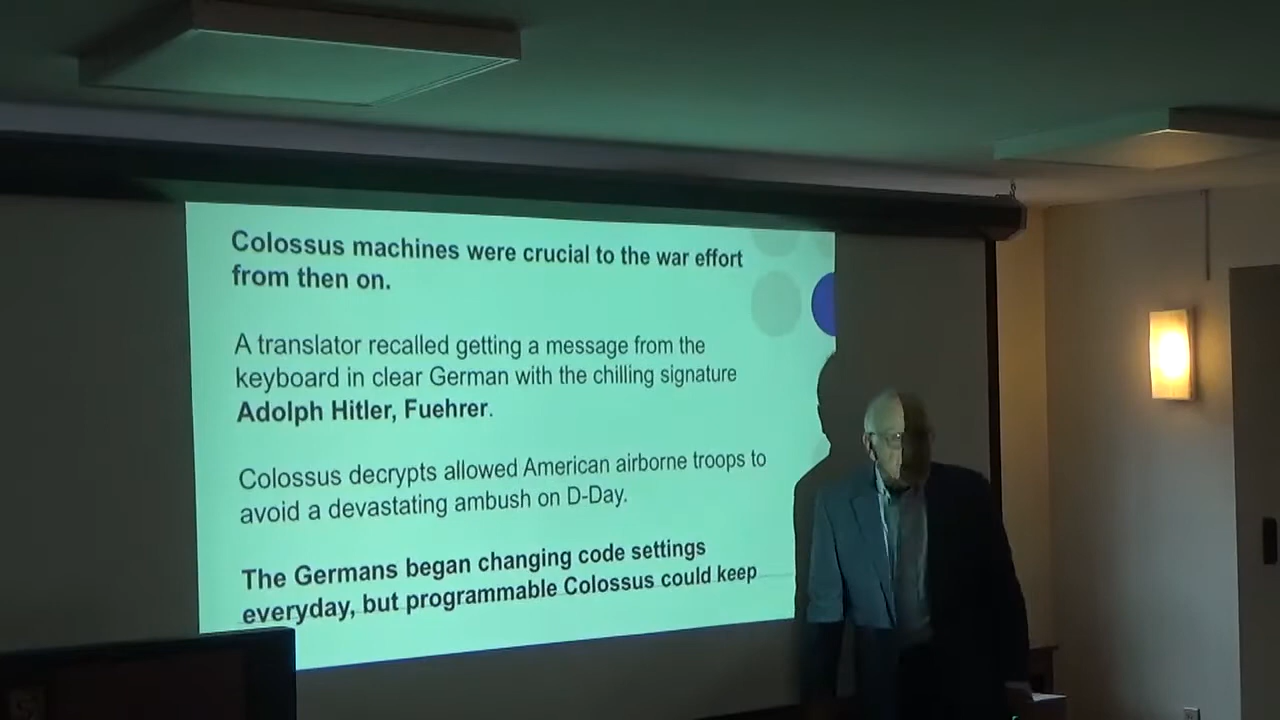 Colossus machines were crucial to the war effort
from then on.
A translator recalled getting a message from the
keyboard in clear German with the chilling signature
Adolph Hitler, Fuehrer.
Colossus decrypts allowed American airborne troops to
avoid a devastating ambush on D-Day.
The Germans began changing code settings
everyday, but programmable Colossus could keep